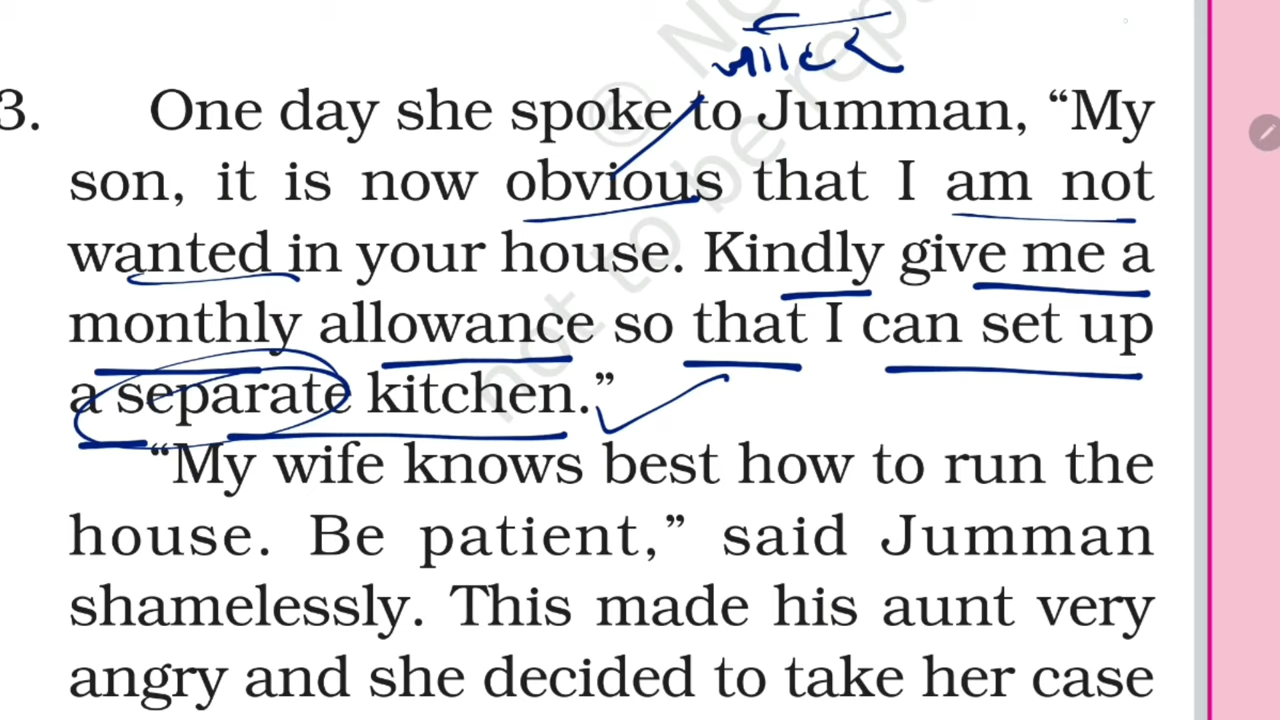 3. One day she spoke to Jumman, “My
son, it is now obvious that I am not
wanted in your house. Kindly give me a
monthly allowance so that I can set up
a separate kitchen.”
“My wife knows best how to run the
house. Be patient,” said Jumman
shamelessly. This made his aunt very
angry and she decided to take her case